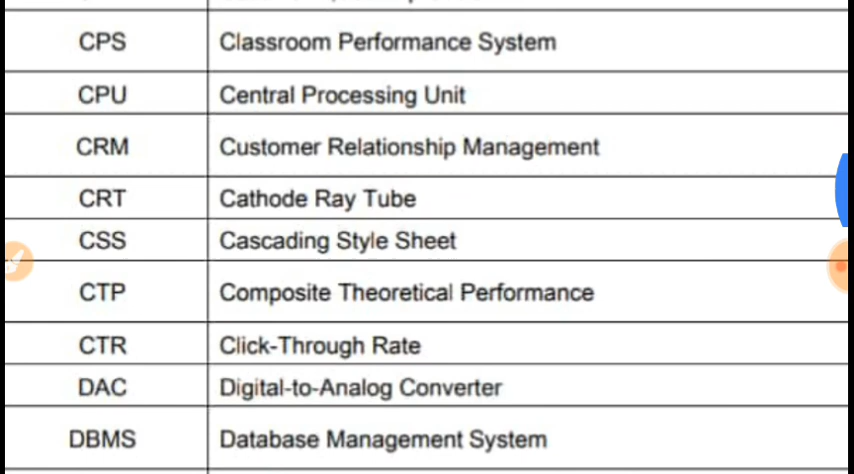 CPS Classroom Performance System
CPU Central Processing Unit
CRM Customer Relationship Management
CRT Cathode Ray Tube
CSS Cascading Style Sheet
CTP Composite Theoretical Performance
CTR Click-Through Rate
DAC Digital-to-Analog Converter
DBMS Database Management System